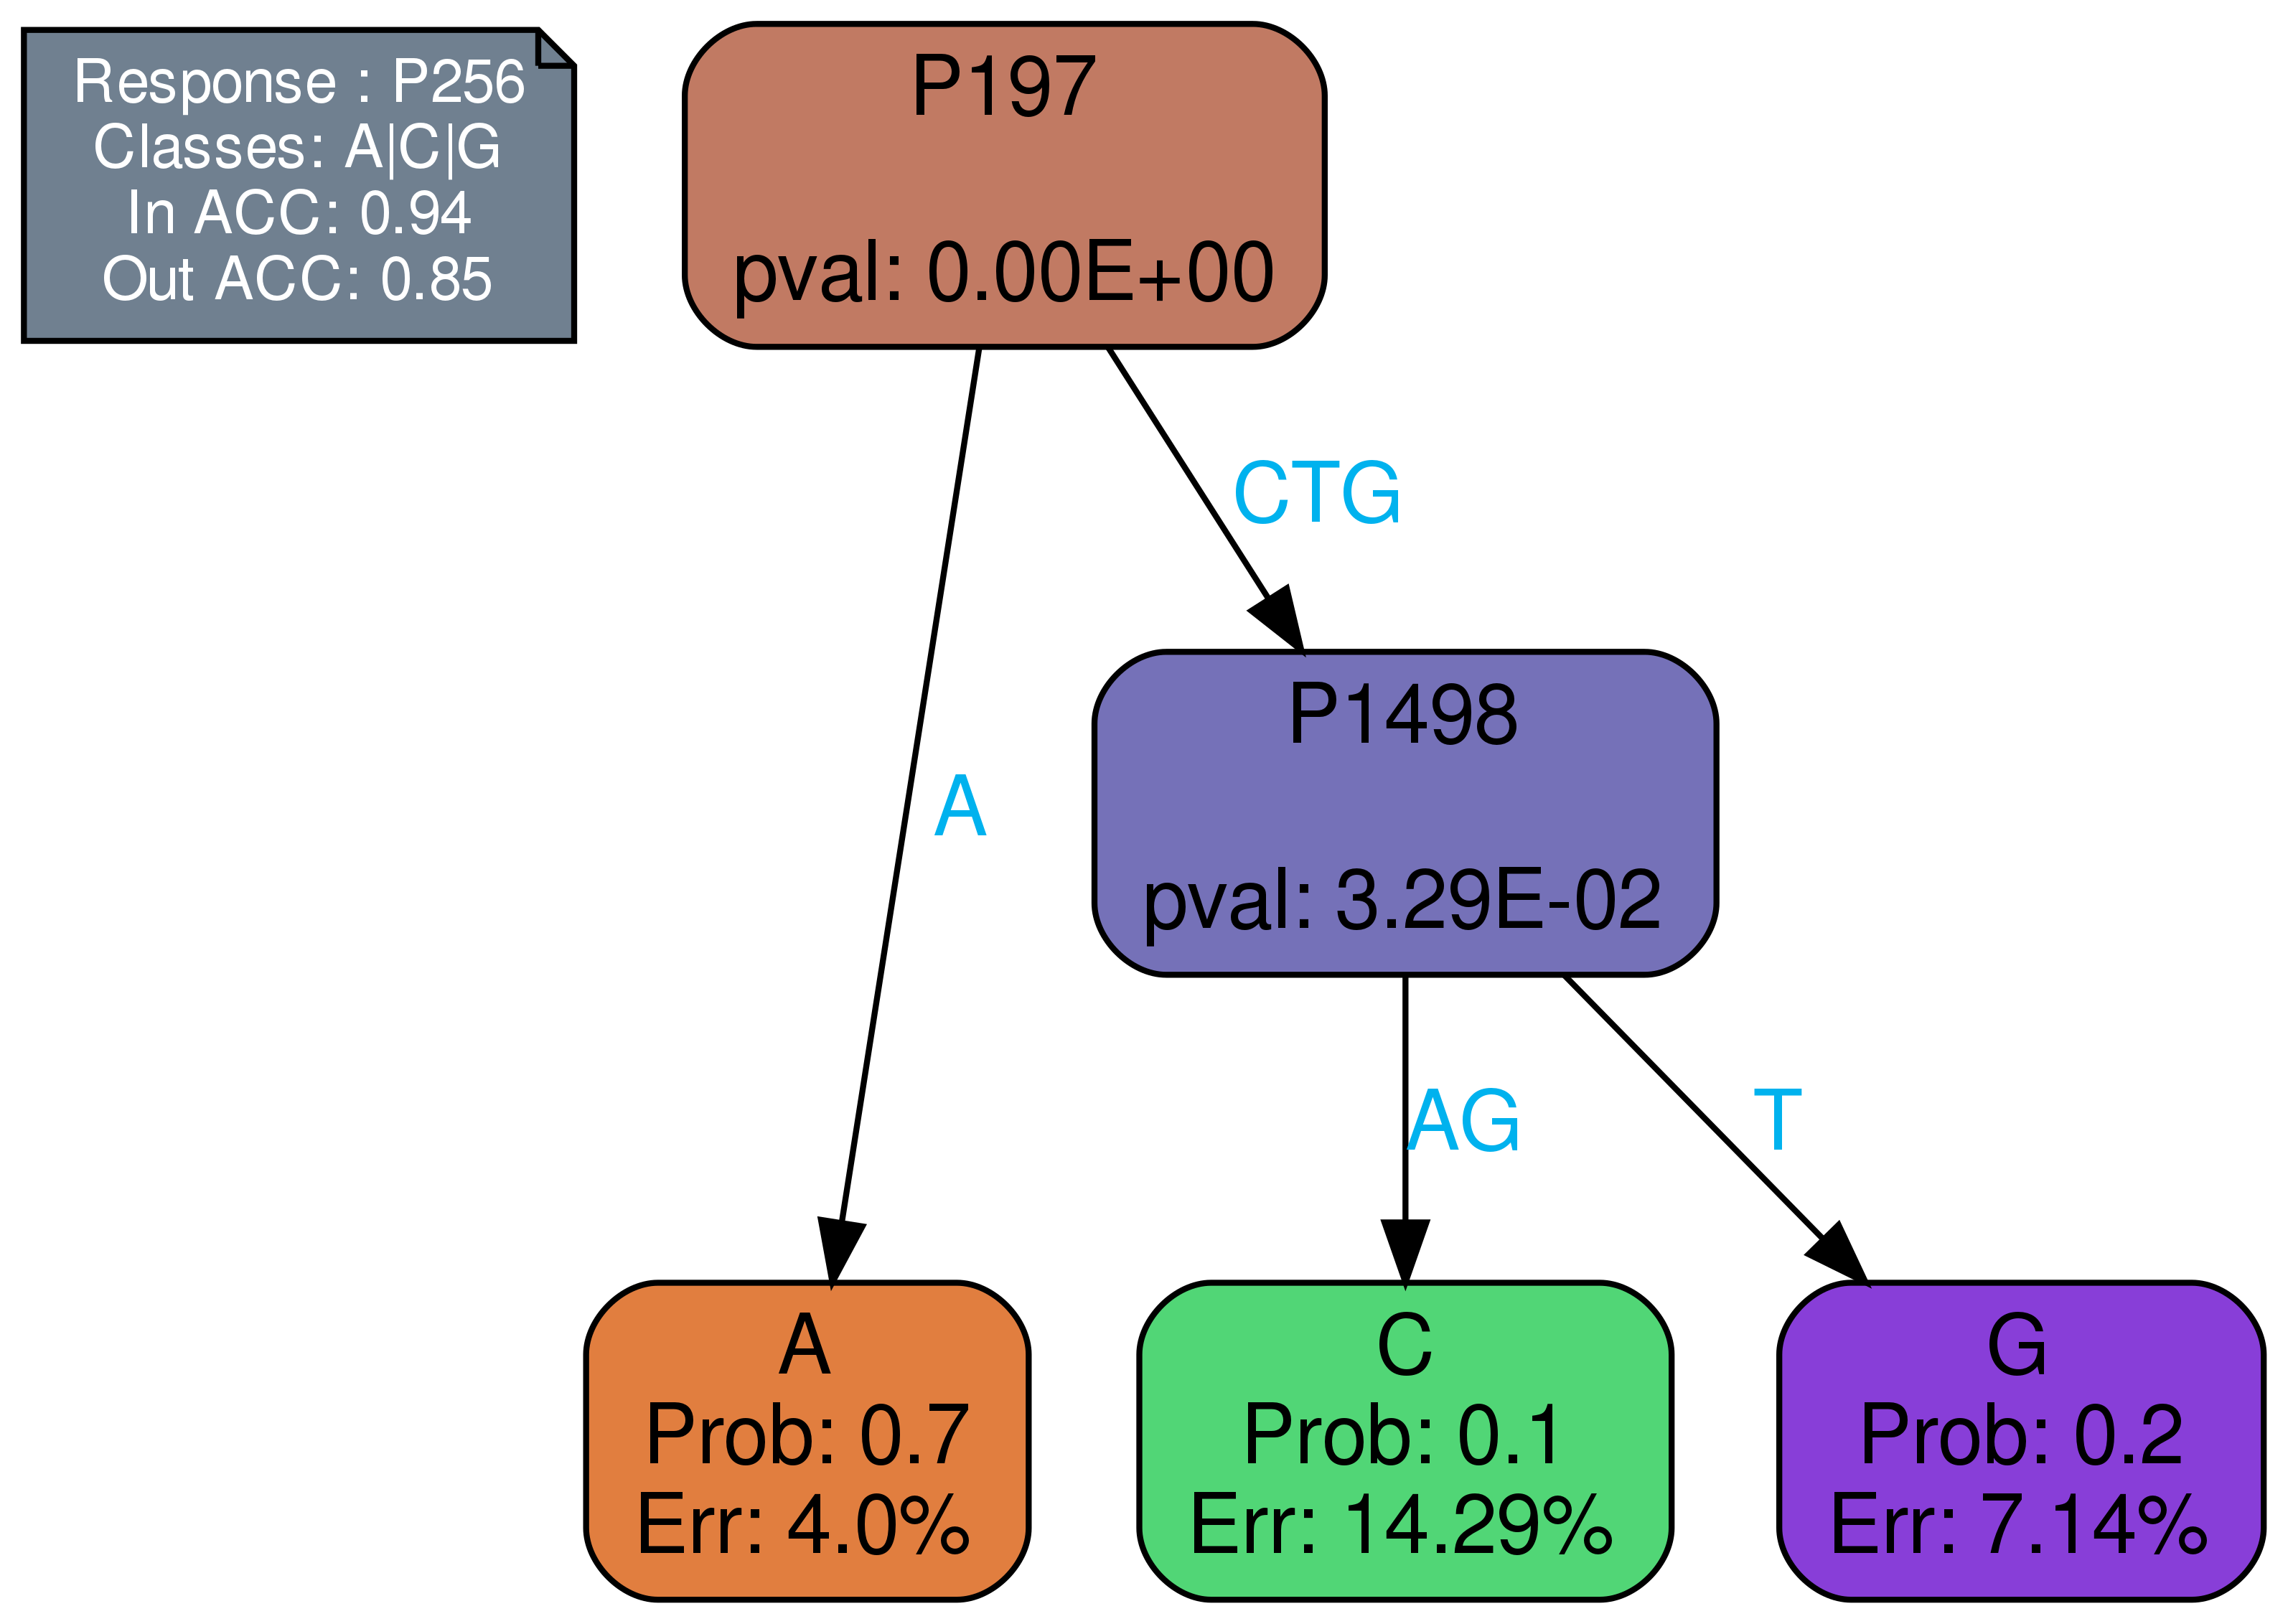 Response : P256
Classes: A|C|G
In ACC: 0.94
Out ACC: 0.85
P197
pval: 0.00E+00
CTG
P1498
pval: 3.29E-02
A
AG
T
A
Prob: 0.7
Err: 4.0%
C
Prob: 0.1
Err: 14.29%
G
Prob: 0.2
Err: 7.14%